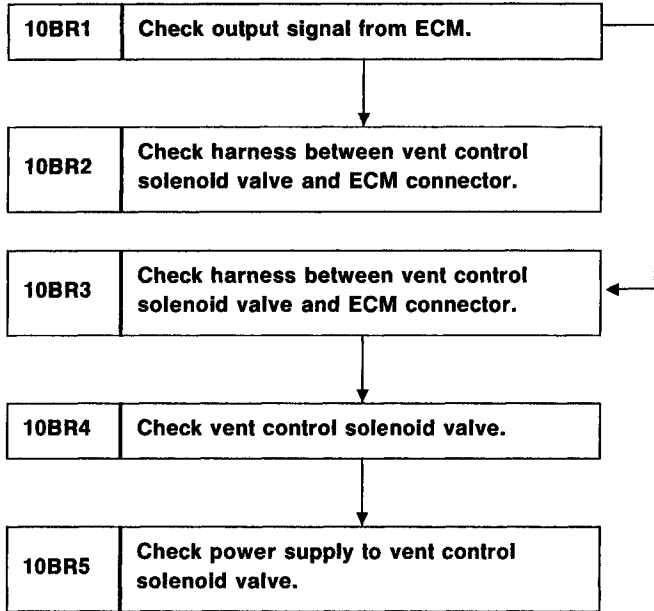 10BR1 Check output signal from ECM.
10BR2 Check harness between vent control
solenoid valve and ECM connector.
10BR3 Check harness between vent control
solenoid valve and ECM connector.
10BR4 Check vent control solenoid valve.
10BR5 Check power supply to vent control
solenoid valve.